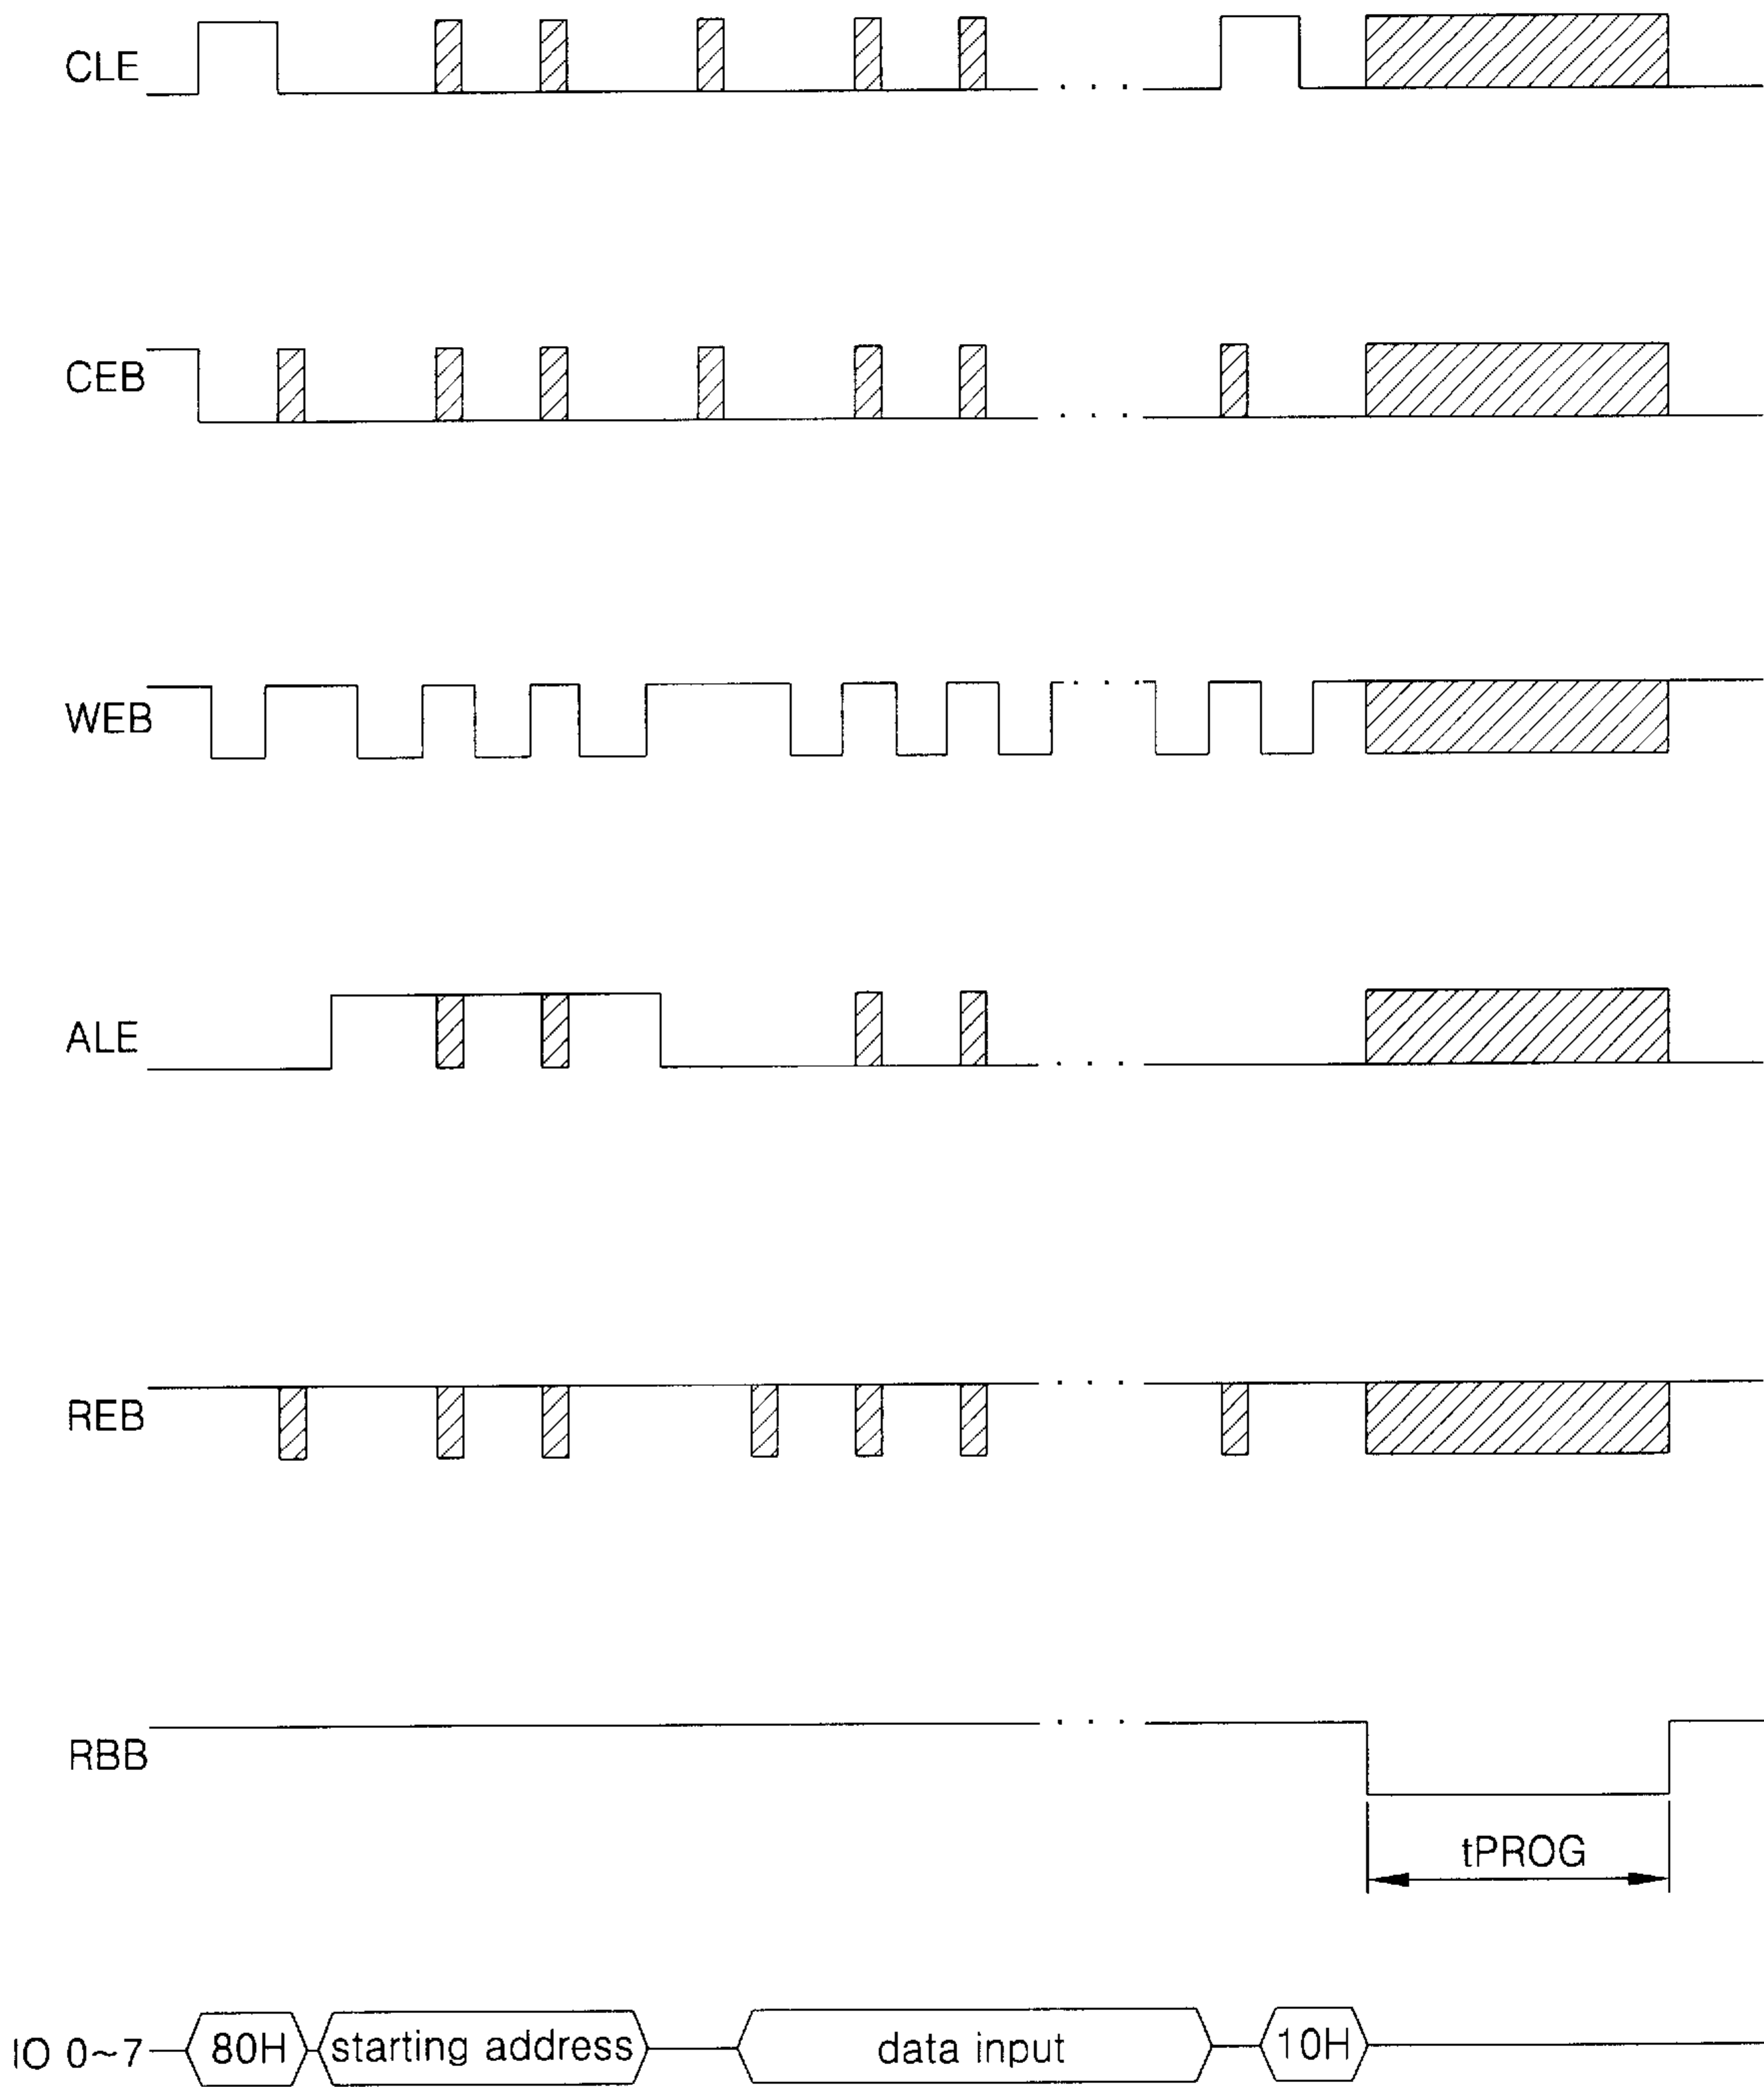 CLE
. . .
CEB
. . .
WEB
. . .
ALE
. . .
REB
. . .
RBB
. . .
tPROG
IO 0~7
80H
starting address
data input
10H